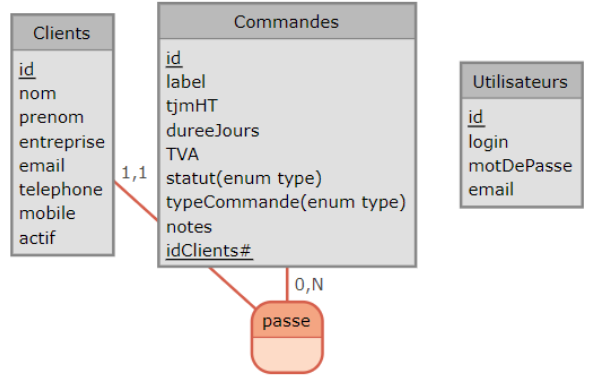 Clients
id
nom
prenom
entreprise
email
telephone
mobile
actif
1,1
Commandes
id
label
tjmHT
dureeJours
TVA
statut(enum type)
typeCommande(enum type)
notes
idClients#
0,N
passe
Utilisateurs
id
login
motDePasse
email